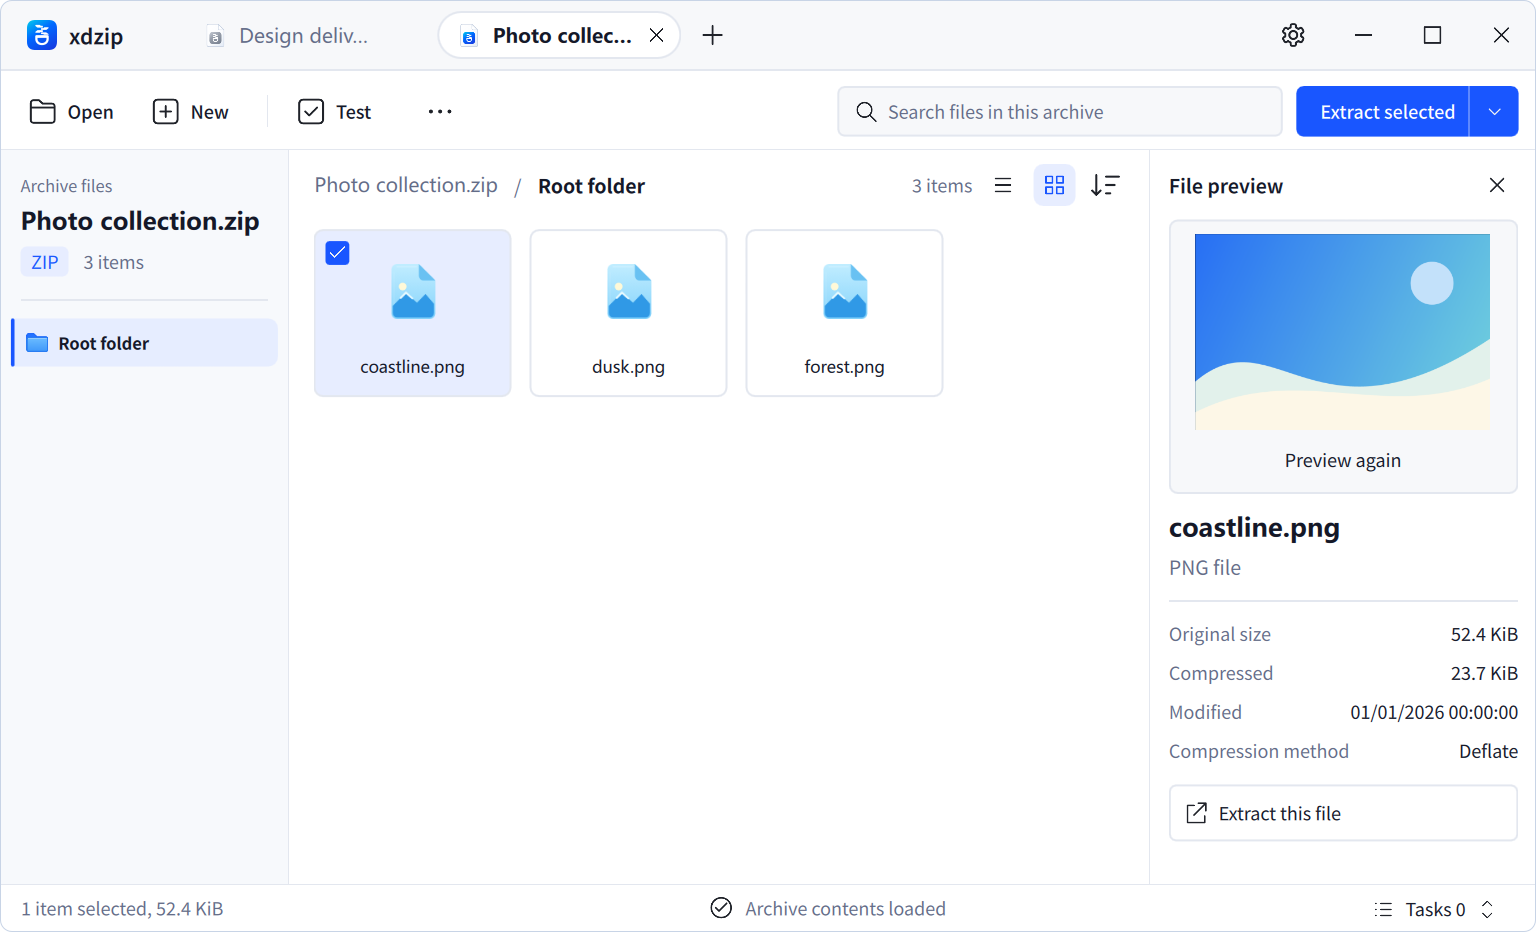 xdzip
Design deliv...
Photo collec...
Open
New
Test
Search files in this archive
Extract selected
Archive files
Photo collection.zip
ZIP
3 items
Root folder
Photo collection.zip / Root folder
3 items
coastline.png
dusk.png
forest.png
File preview
Preview again
coastline.png
PNG file
Original size 52.4 KiB
Compressed 23.7 KiB
Modified 01/01/2026 00:00:00
Compression method Deflate
Extract this file
1 item selected, 52.4 KiB
Archive contents loaded
Tasks 0